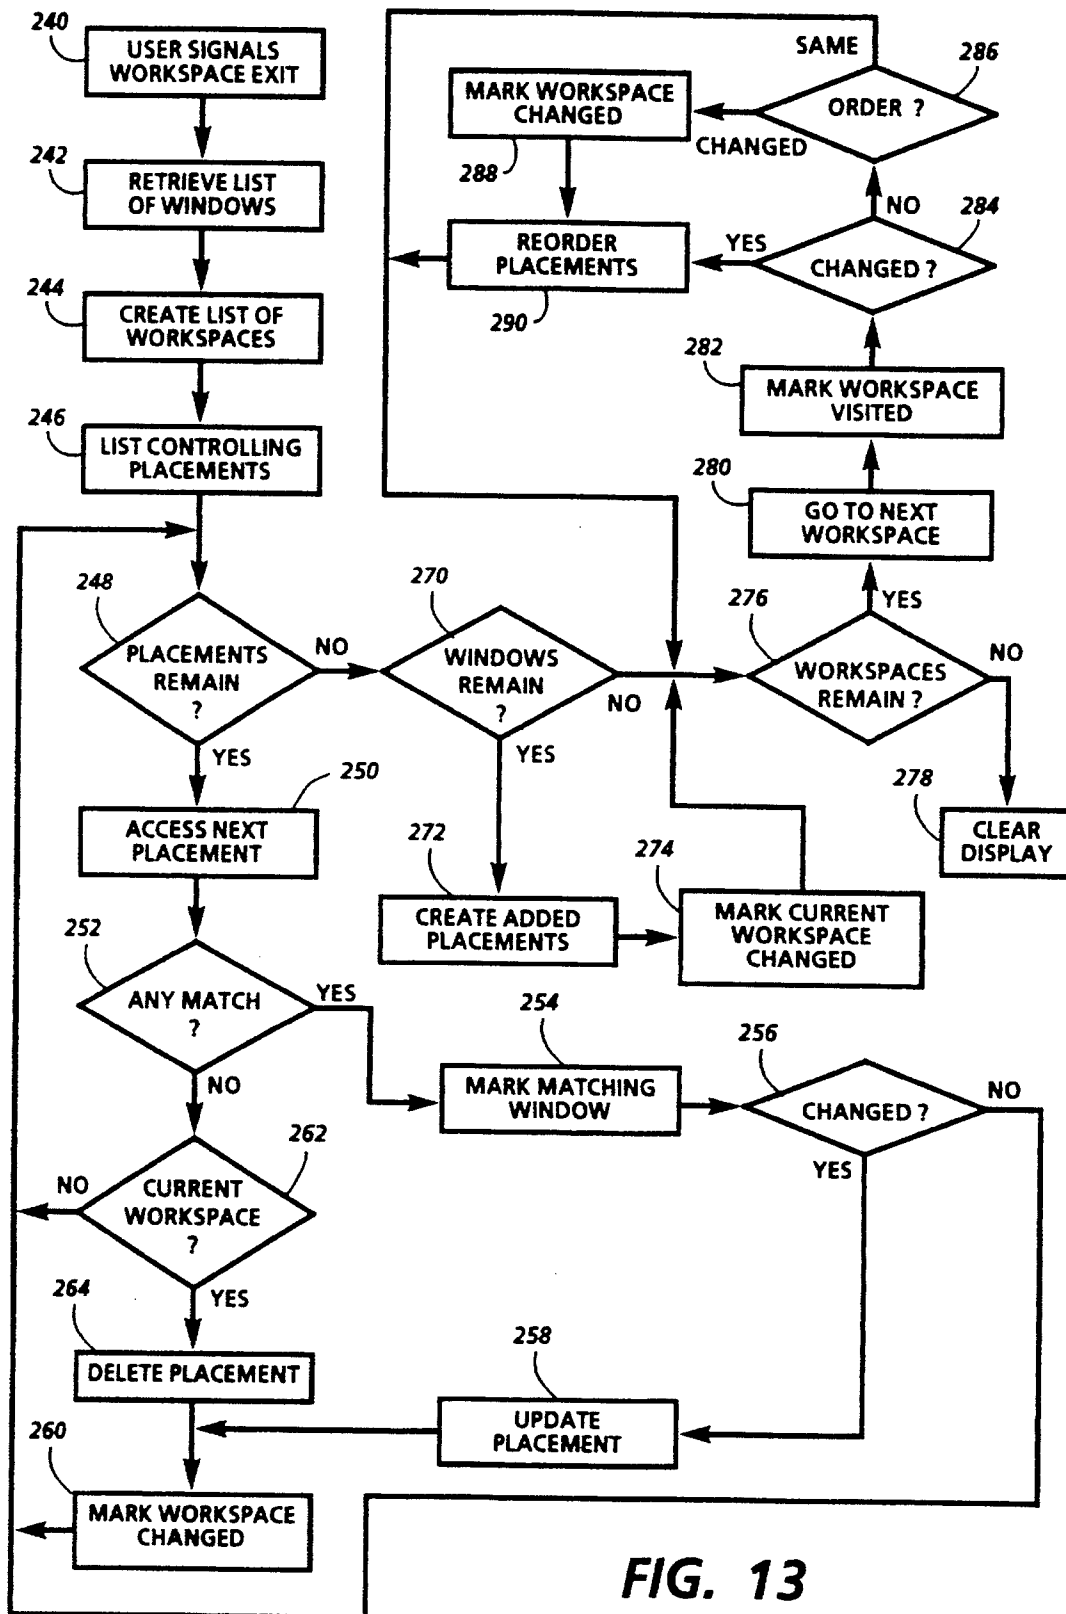 240
USER SIGNALS
WORKSPACE EXIT
242
RETRIEVE LIST
OF WINDOWS
244
CREATE LIST OF
WORKSPACES
246
LIST CONTROLLING
PLACEMENTS
248
PLACEMENTS
REMAIN
?
NO
YES
250
ACCESS NEXT
PLACEMENT
252
ANY MATCH
?
YES
NO
262
CURRENT
WORKSPACE
?
NO
YES
264
DELETE PLACEMENT
260
MARK WORKSPACE
CHANGED
270
WINDOWS
REMAIN
?
NO
YES
272
CREATE ADDED
PLACEMENTS
274
MARK CURRENT
WORKSPACE
CHANGED
254
MARK MATCHING
WINDOW
256
CHANGED ?
NO
YES
258
UPDATE
PLACEMENT
276
WORKSPACES
REMAIN ?
YES
NO
278
CLEAR
DISPLAY
280
GO TO NEXT
WORKSPACE
282
MARK WORKSPACE
VISITED
284
CHANGED ?
YES
NO
286
ORDER ?
SAME
CHANGED
288
MARK WORKSPACE
CHANGED
290
REORDER
PLACEMENTS
FIG. 13